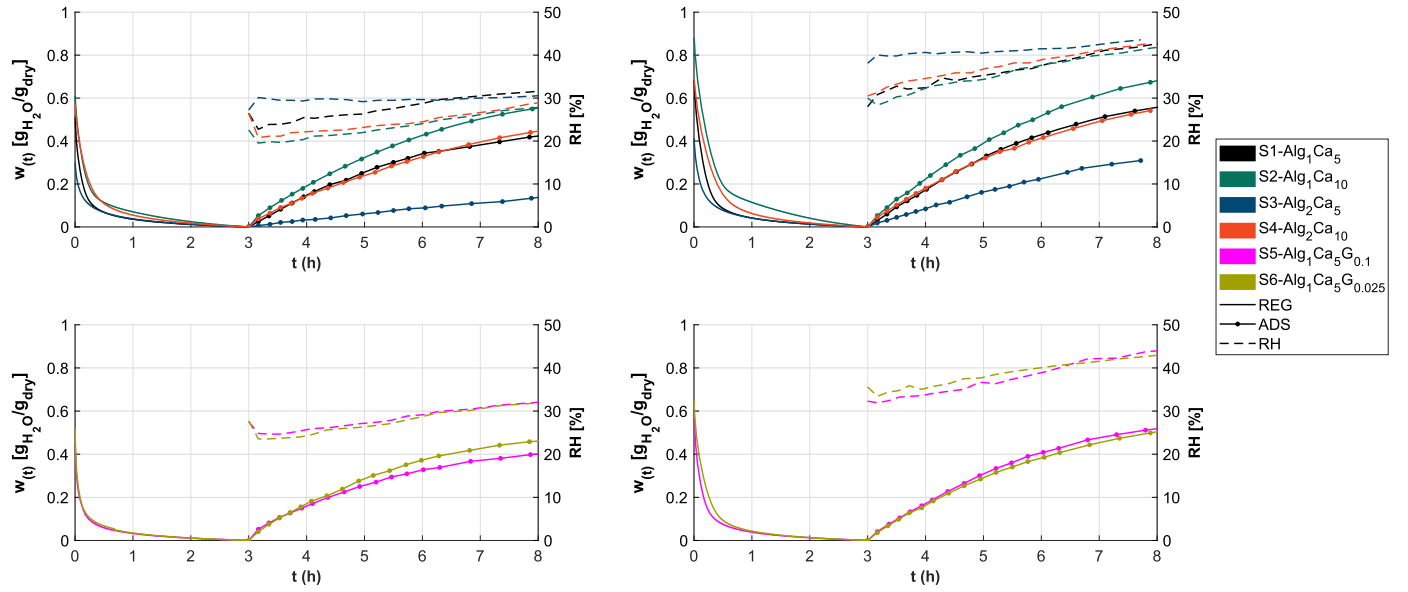 w(t) [gH2O/gdry]
1
0.8
0.6
0.4
0.2
0
50
40
30
20
10
0
RH [%]
0 1 2 3 4 5 6 7 8
t (h)
w(t) [gH2O/gdry]
1
0.8
0.6
0.4
0.2
0
50
40
30
20
10
0
RH [%]
0 1 2 3 4 5 6 7 8
t (h)
S1-Alg1Ca5
S2-Alg1Ca10
S3-Alg2Ca5
S4-Alg2Ca10
S5-Alg1Ca5G0.1
S6-Alg1Ca5G0.025
REG
ADS
RH
w(t) [gH2O/gdry]
1
0.8
0.6
0.4
0.2
0
50
40
30
20
10
0
RH [%]
0 1 2 3 4 5 6 7 8
t (h)
w(t) [gH2O/gdry]
1
0.8
0.6
0.4
0.2
0
50
40
30
20
10
0
RH [%]
0 1 2 3 4 5 6 7 8
t (h)